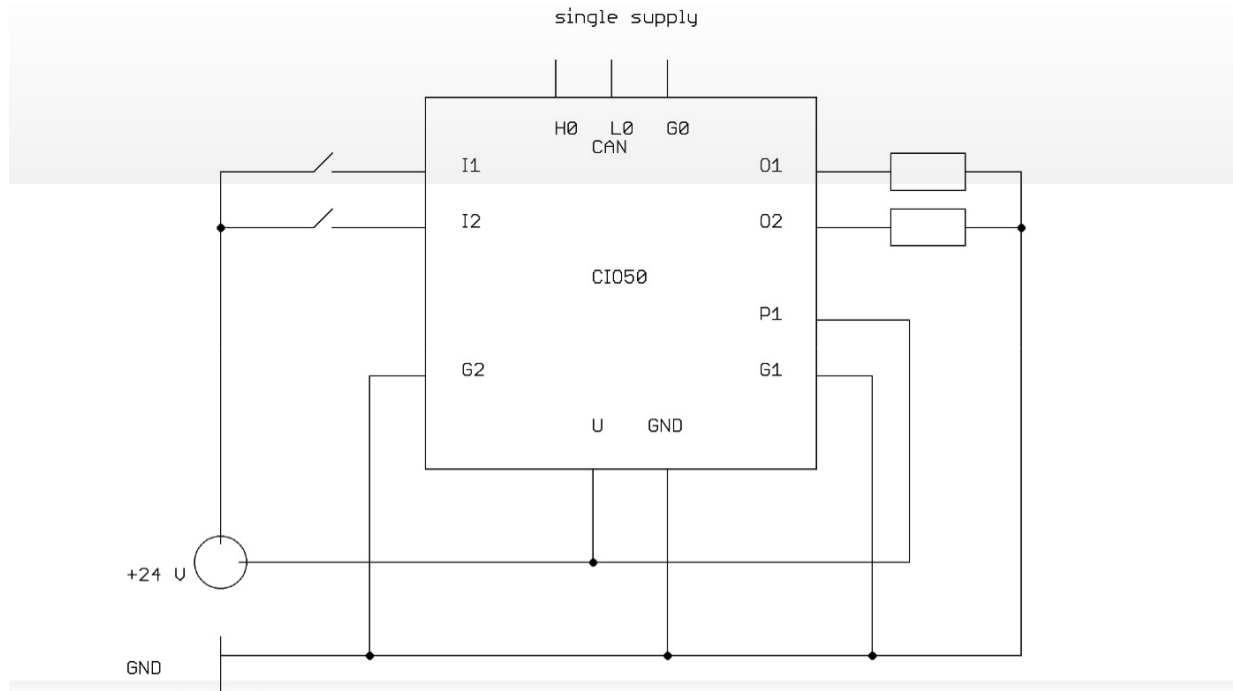 single supply
H0 L0 G0
CAN
I1 O1
I2 O2
CIO50
P1
G2 G1
U GND
+24 V
GND